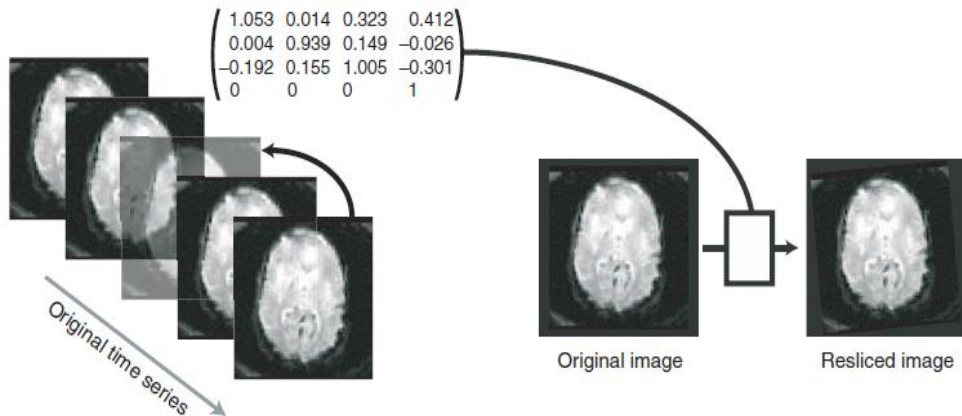 1.053 0.014 0.323 0.412
0.004 0.939 0.149 –0.026
–0.192 0.155 1.005 –0.301
0 0 0 1
Original time series
Original image
Resliced image